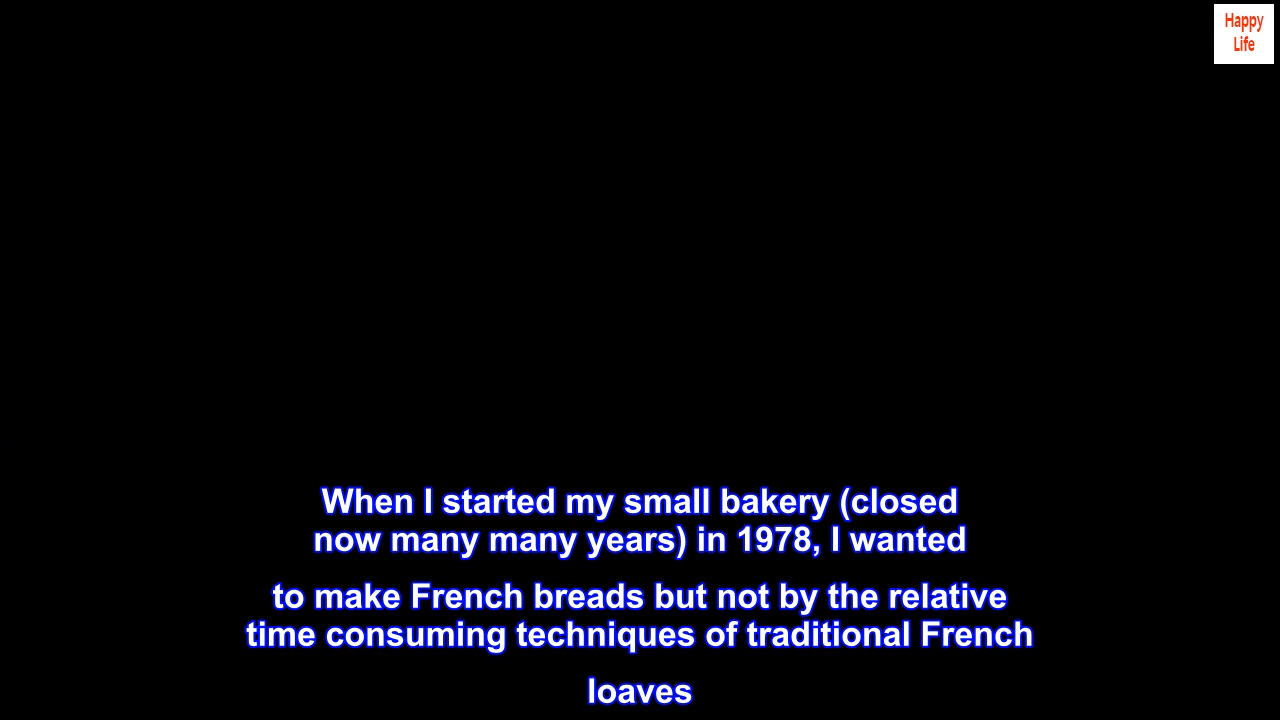 Happy
Life
When I started my small bakery (closed
now many many years) in 1978, I wanted
to make French breads but not by the relative
time consuming techniques of traditional French
loaves